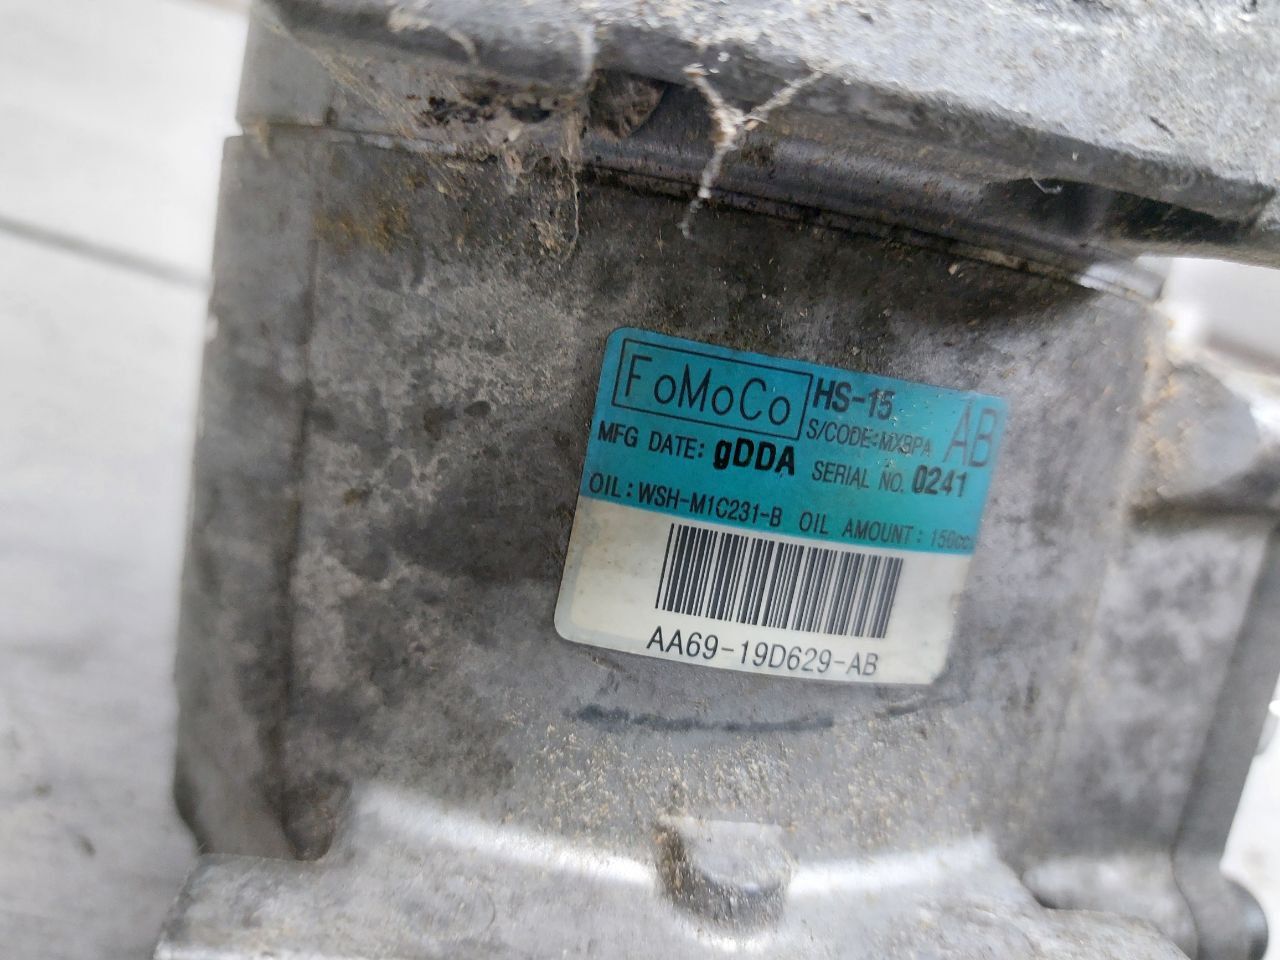 FoMoCo HS-15
S/CODE: MX3PA AB
MFG DATE: gDDA SERIAL NO. 0241
OIL: WSH-M1C231-B OIL AMOUNT: 150cc
AA69-19D629-AB